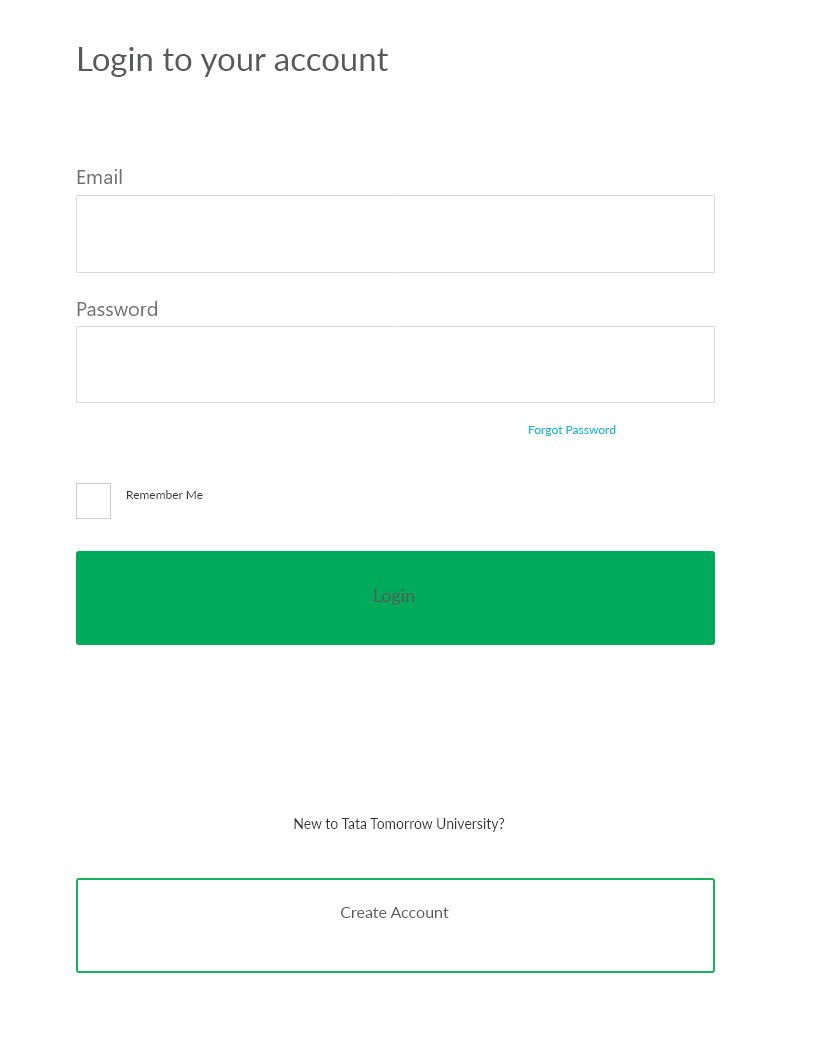 Login to your account
Email
Password
Forgot Password
Remember Me
Login
New to Tata Tomorrow University?
Create Account